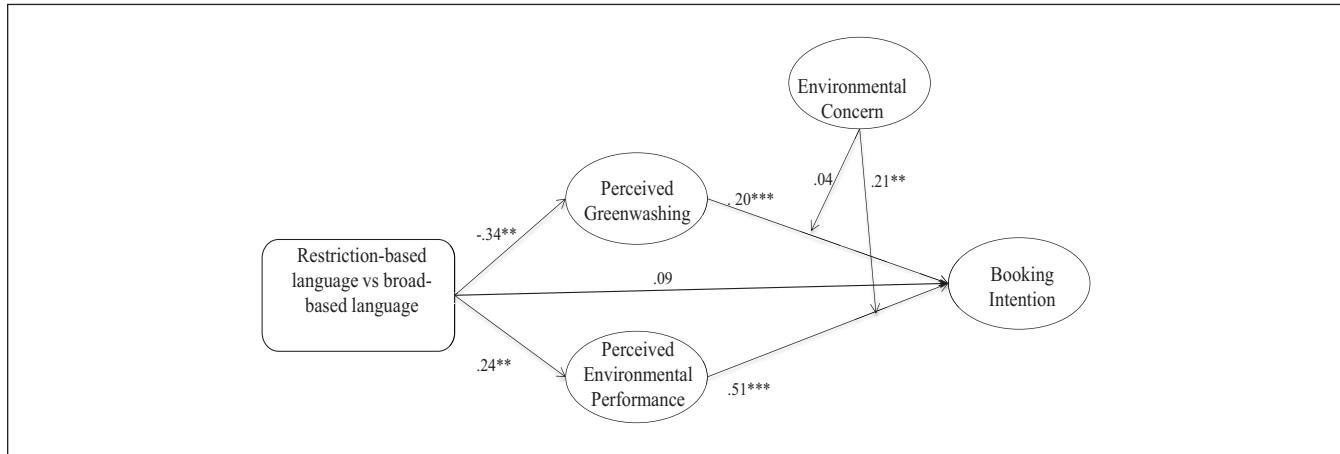 Environmental
Concern
.04
.21**
Perceived
Greenwashing
. 20***
-.34**
Restriction-based
language vs broad-
based language
.09
Booking
Intention
.24**
Perceived
Environmental
Performance
.51***